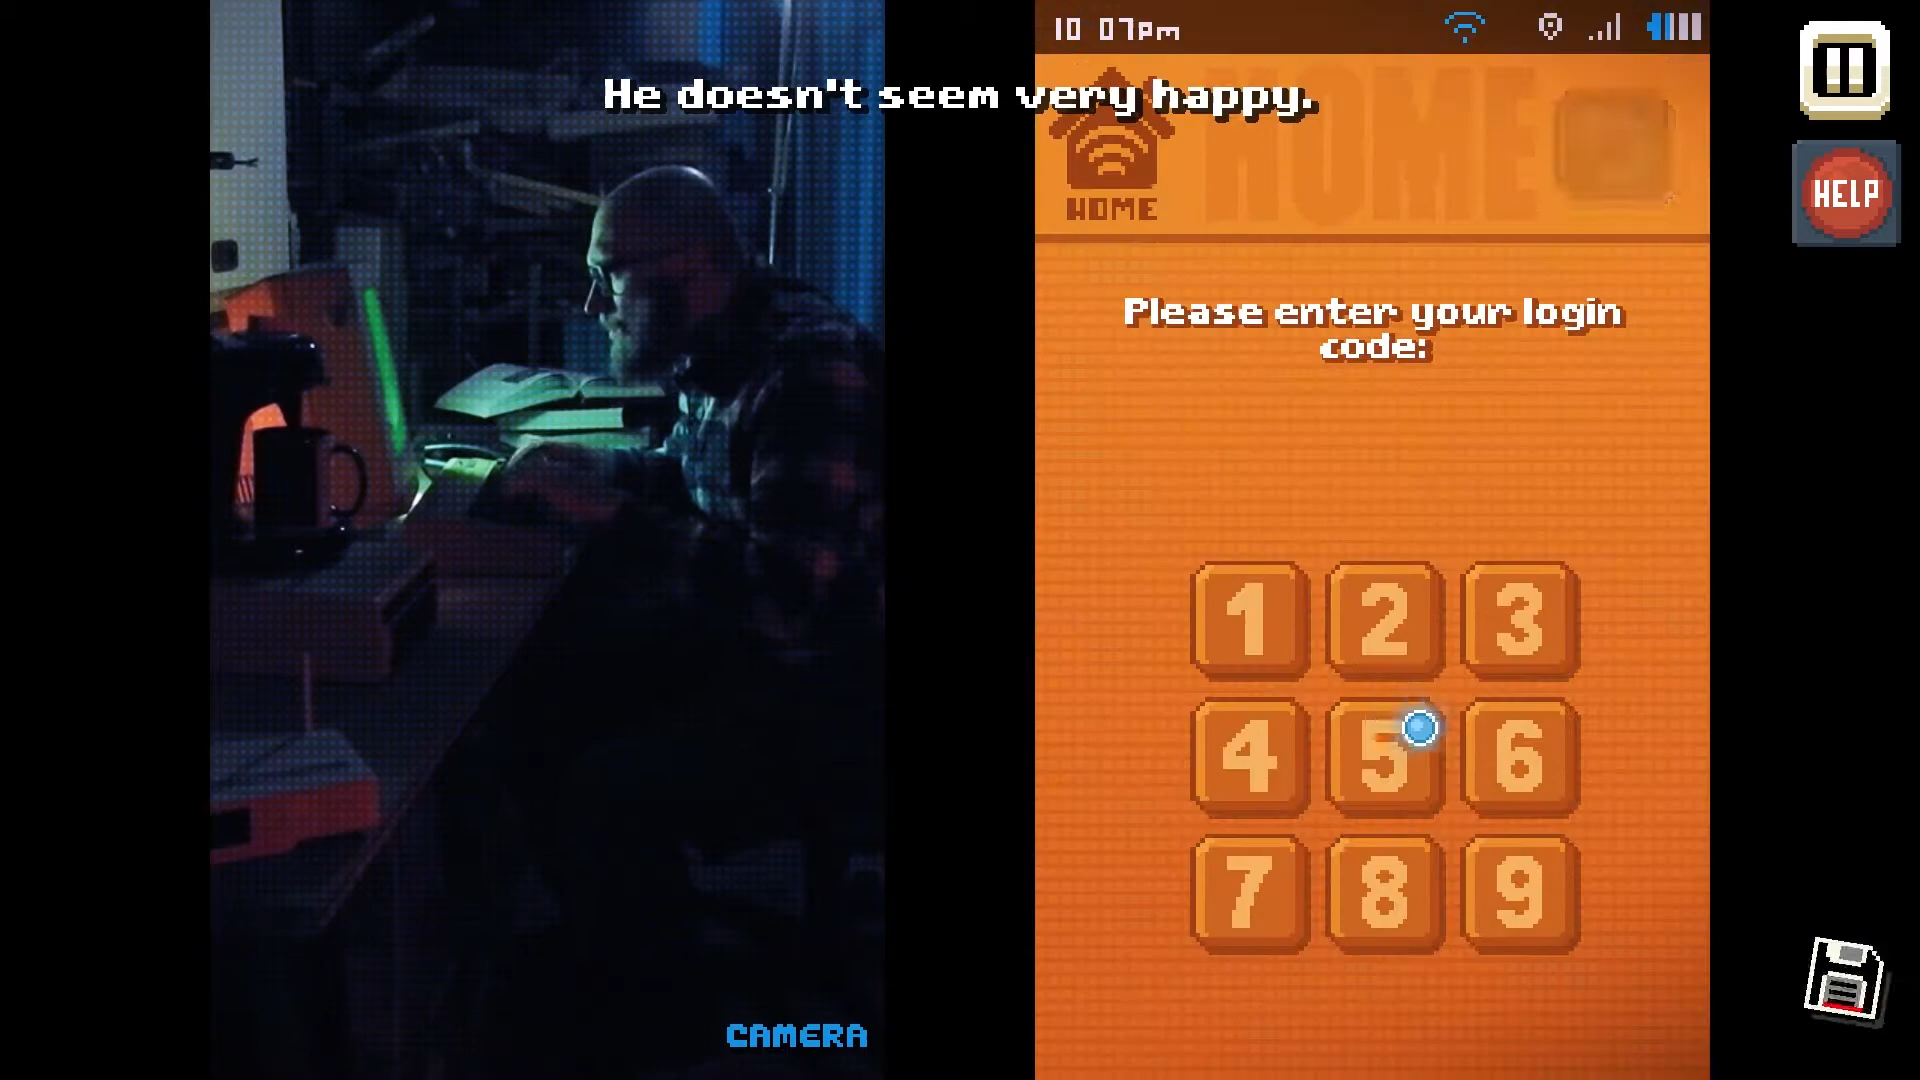 10 07pm
He doesn't seem very happy.
HOME
HOME
HELP
Please enter your login
code:
1 2 3
4 5 6
7 8 9
CAMERA